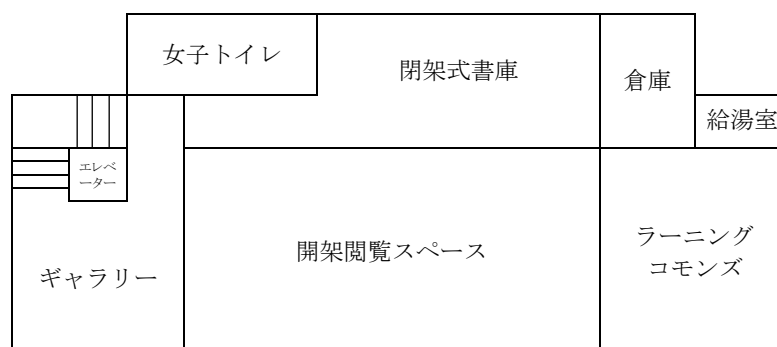 女子トイレ
閉架式書庫
倉庫
給湯室
エレベ
ーター
ギャラリー
開架閲覧スペース
ラーニング
コモンズ